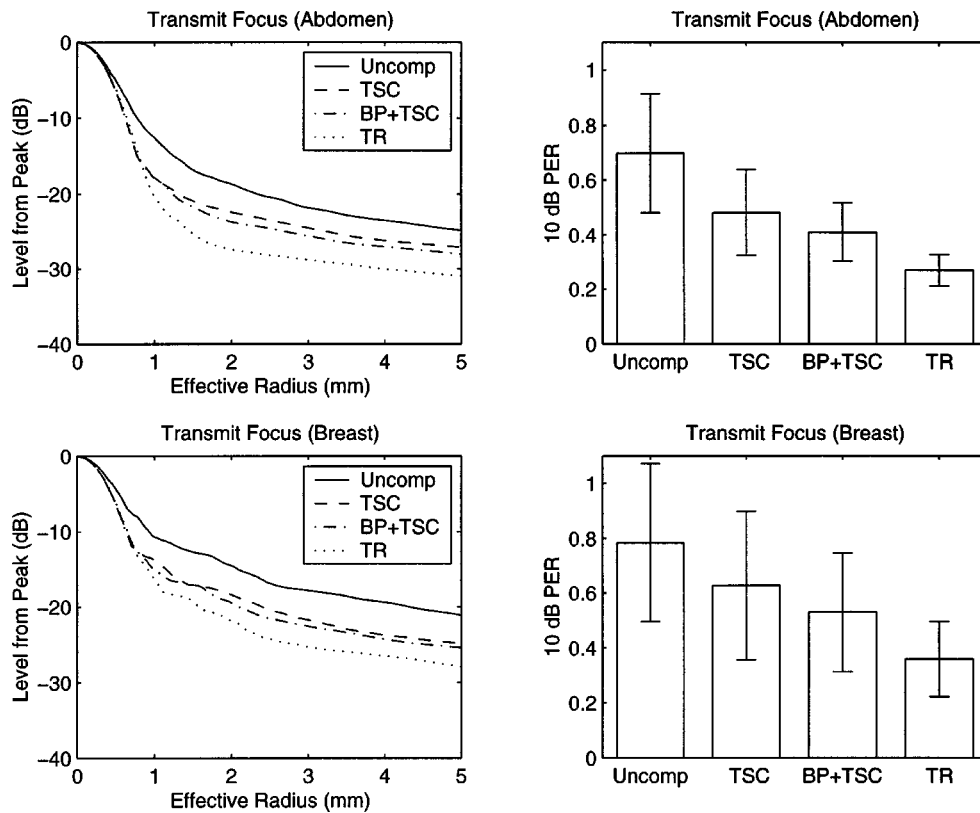 Transmit Focus (Abdomen)
0
−10
−20
−30
−40
Level from Peak (dB)
Uncomp
TSC
BP+TSC
TR
0 1 2 3 4 5
Effective Radius (mm)
Transmit Focus (Abdomen)
1
0.8
0.6
0.4
0.2
0
10 dB PER
Uncomp TSC BP+TSC TR
Transmit Focus (Breast)
0
−10
−20
−30
−40
Level from Peak (dB)
Uncomp
TSC
BP+TSC
TR
0 1 2 3 4 5
Effective Radius (mm)
Transmit Focus (Breast)
1
0.8
0.6
0.4
0.2
0
10 dB PER
Uncomp TSC BP+TSC TR